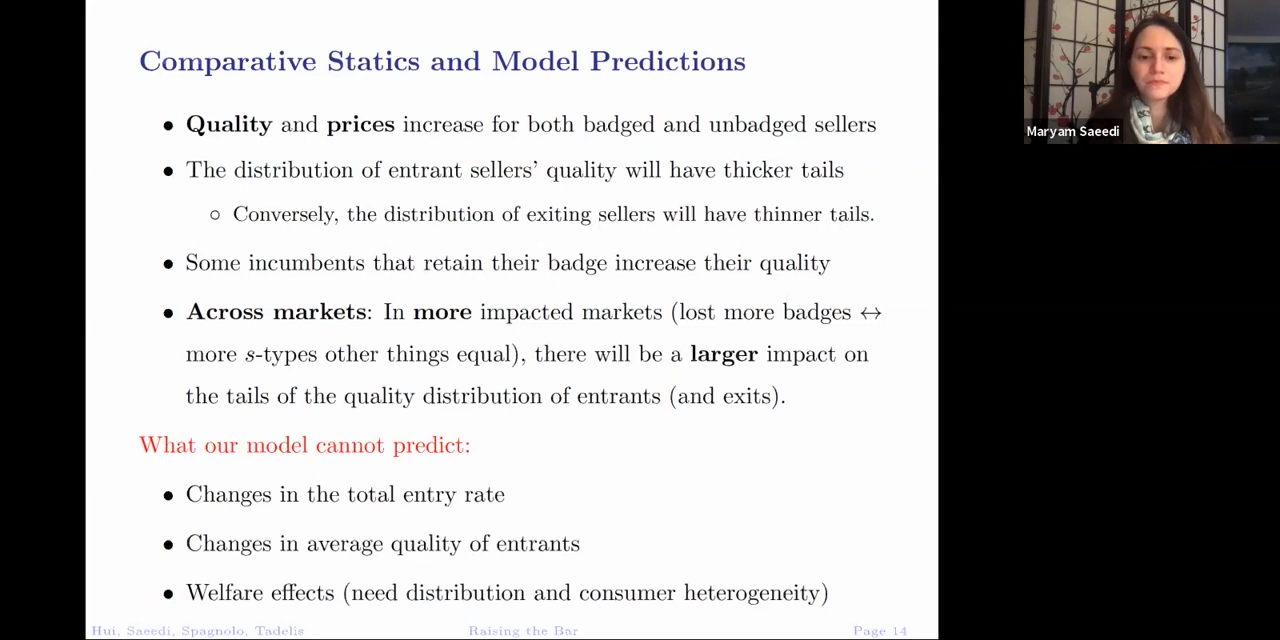 Comparative Statics and Model Predictions
• Quality and prices increase for both badged and unbadged sellers
• The distribution of entrant sellers' quality will have thicker tails
○ Conversely, the distribution of exiting sellers will have thinner tails.
• Some incumbents that retain their badge increase their quality
• Across markets: In more impacted markets (lost more badges ↔
more s-types other things equal), there will be a larger impact on
the tails of the quality distribution of entrants (and exits).
What our model cannot predict:
• Changes in the total entry rate
• Changes in average quality of entrants
• Welfare effects (need distribution and consumer heterogeneity)
Hui, Saeedi, Spagnolo, Tadelis Raising the Bar Page 14
Maryam Saeedi